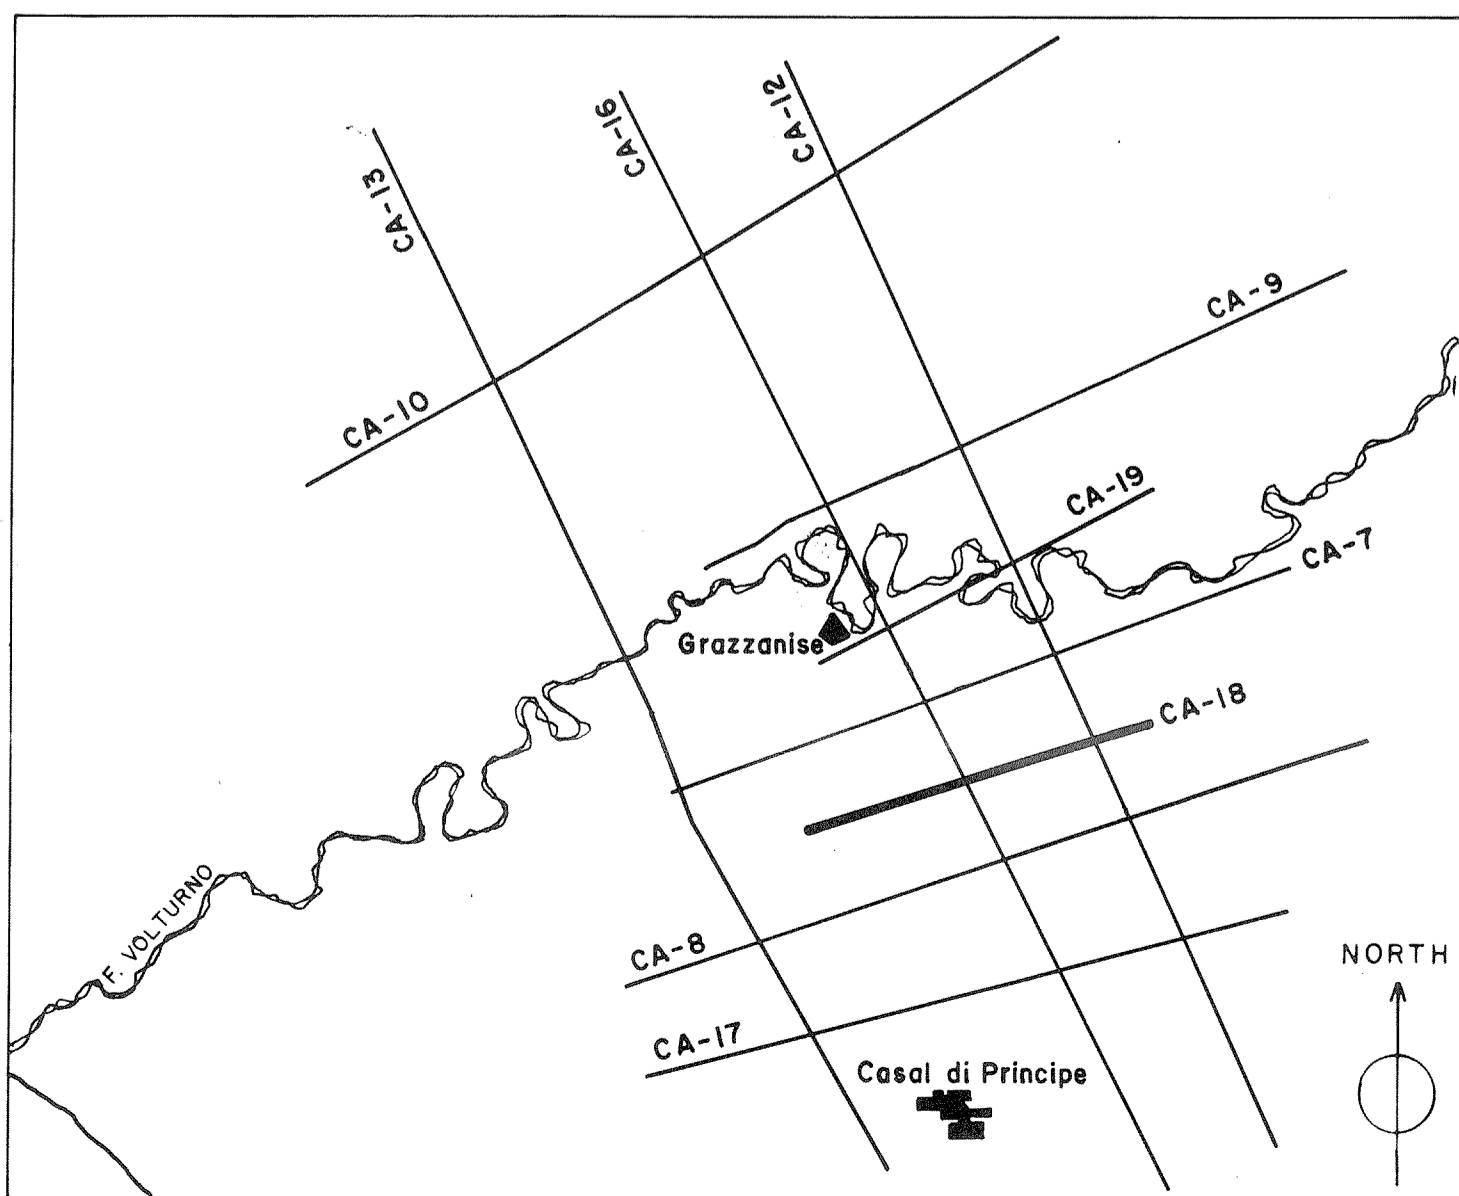 CA-12
CA-16
CA-13
CA-9
CA-10
CA-19
CA-7
Grazzanise
CA-18
F. VOLTURNO
CA-8
NORTH
CA-17
Casal di Principe